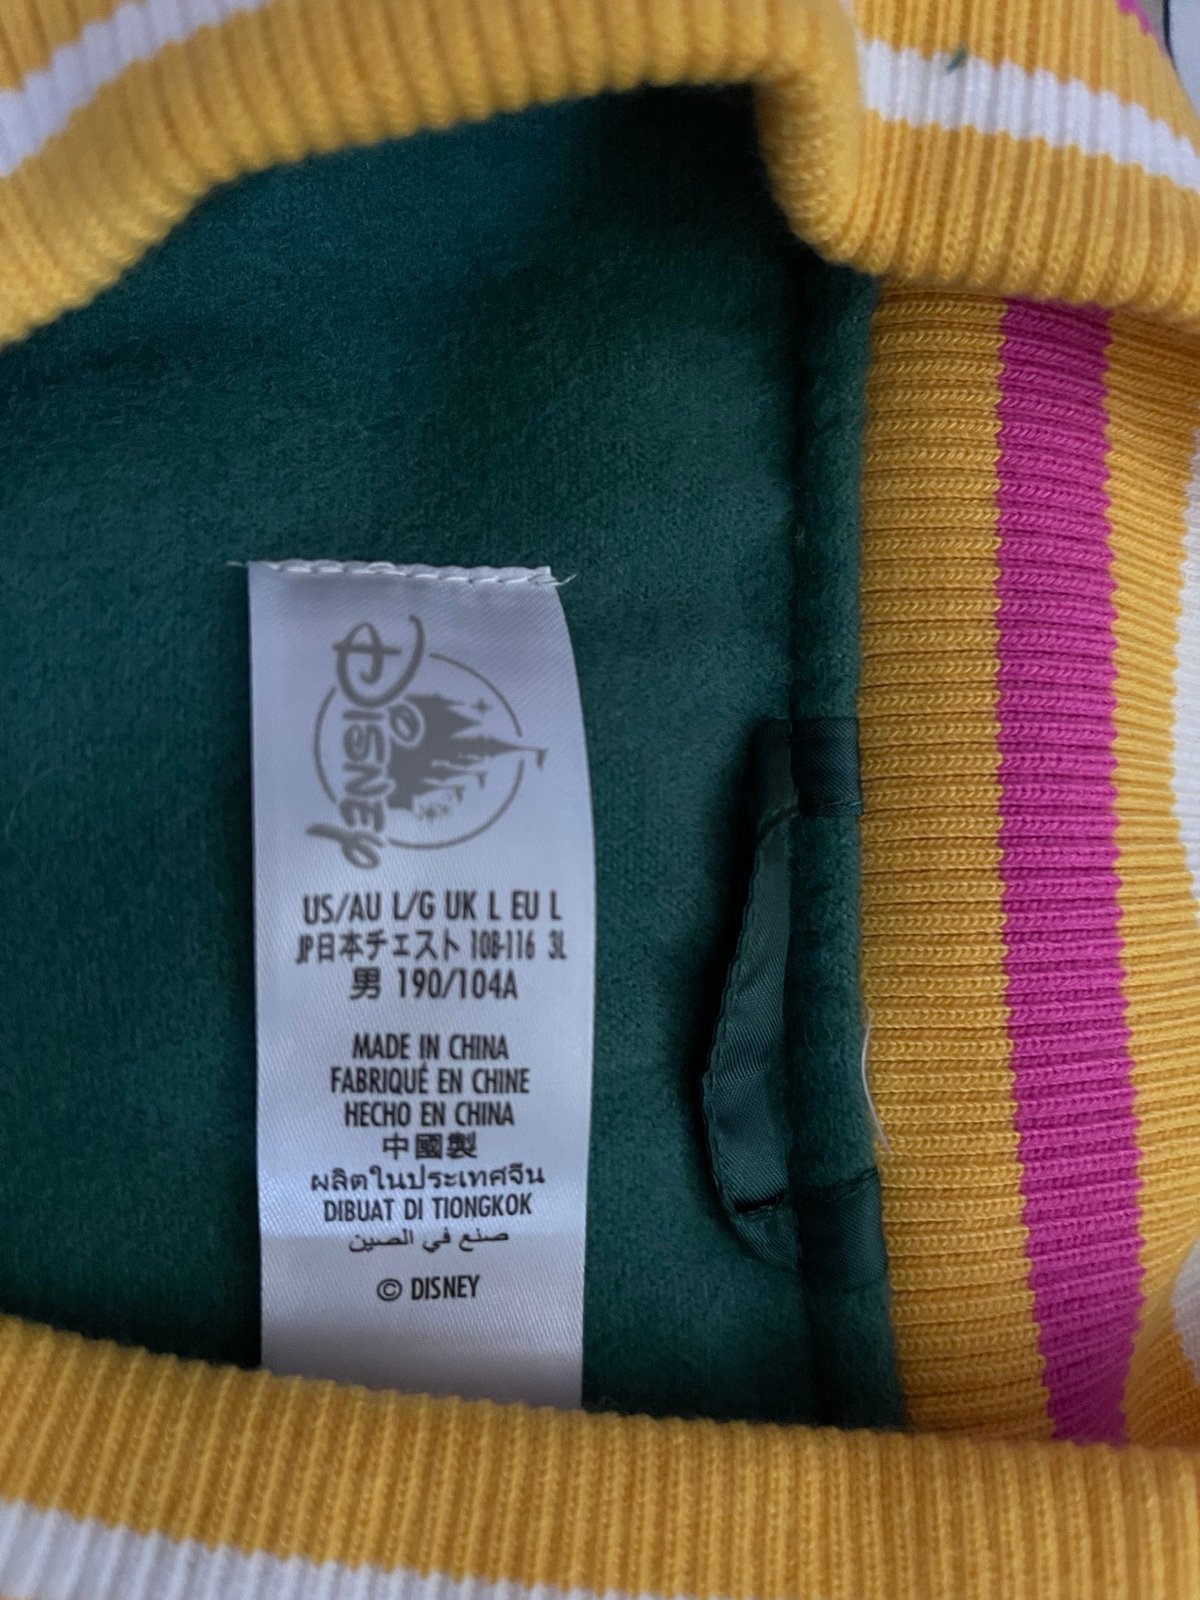 Disney
US/AU L/G UK L EU L
JP日本チェスト 108-116 3L
男 190/104A
MADE IN CHINA
FABRIQUÉ EN CHINE
HECHO EN CHINA
中國製
ผลิตในประเทศจีน
DIBUAT DI TIONGKOK
صنع في الصين
© DISNEY